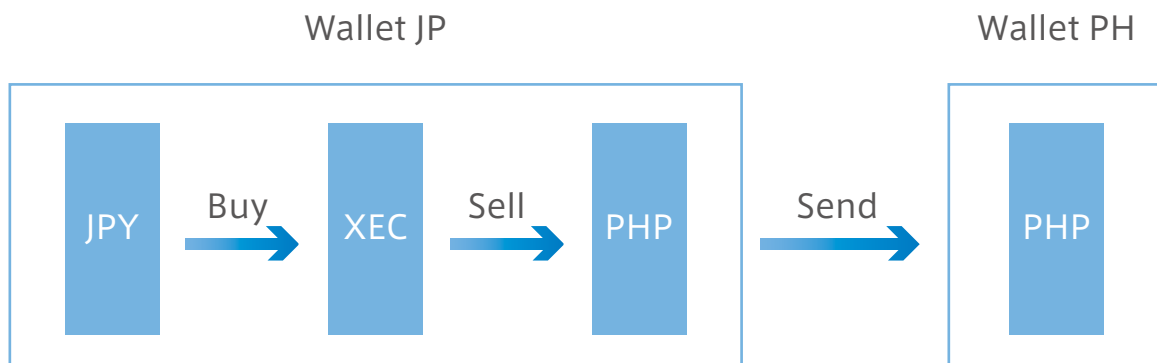 Wallet JP
Wallet PH
JPY
Buy
XEC
Sell
PHP
Send
PHP